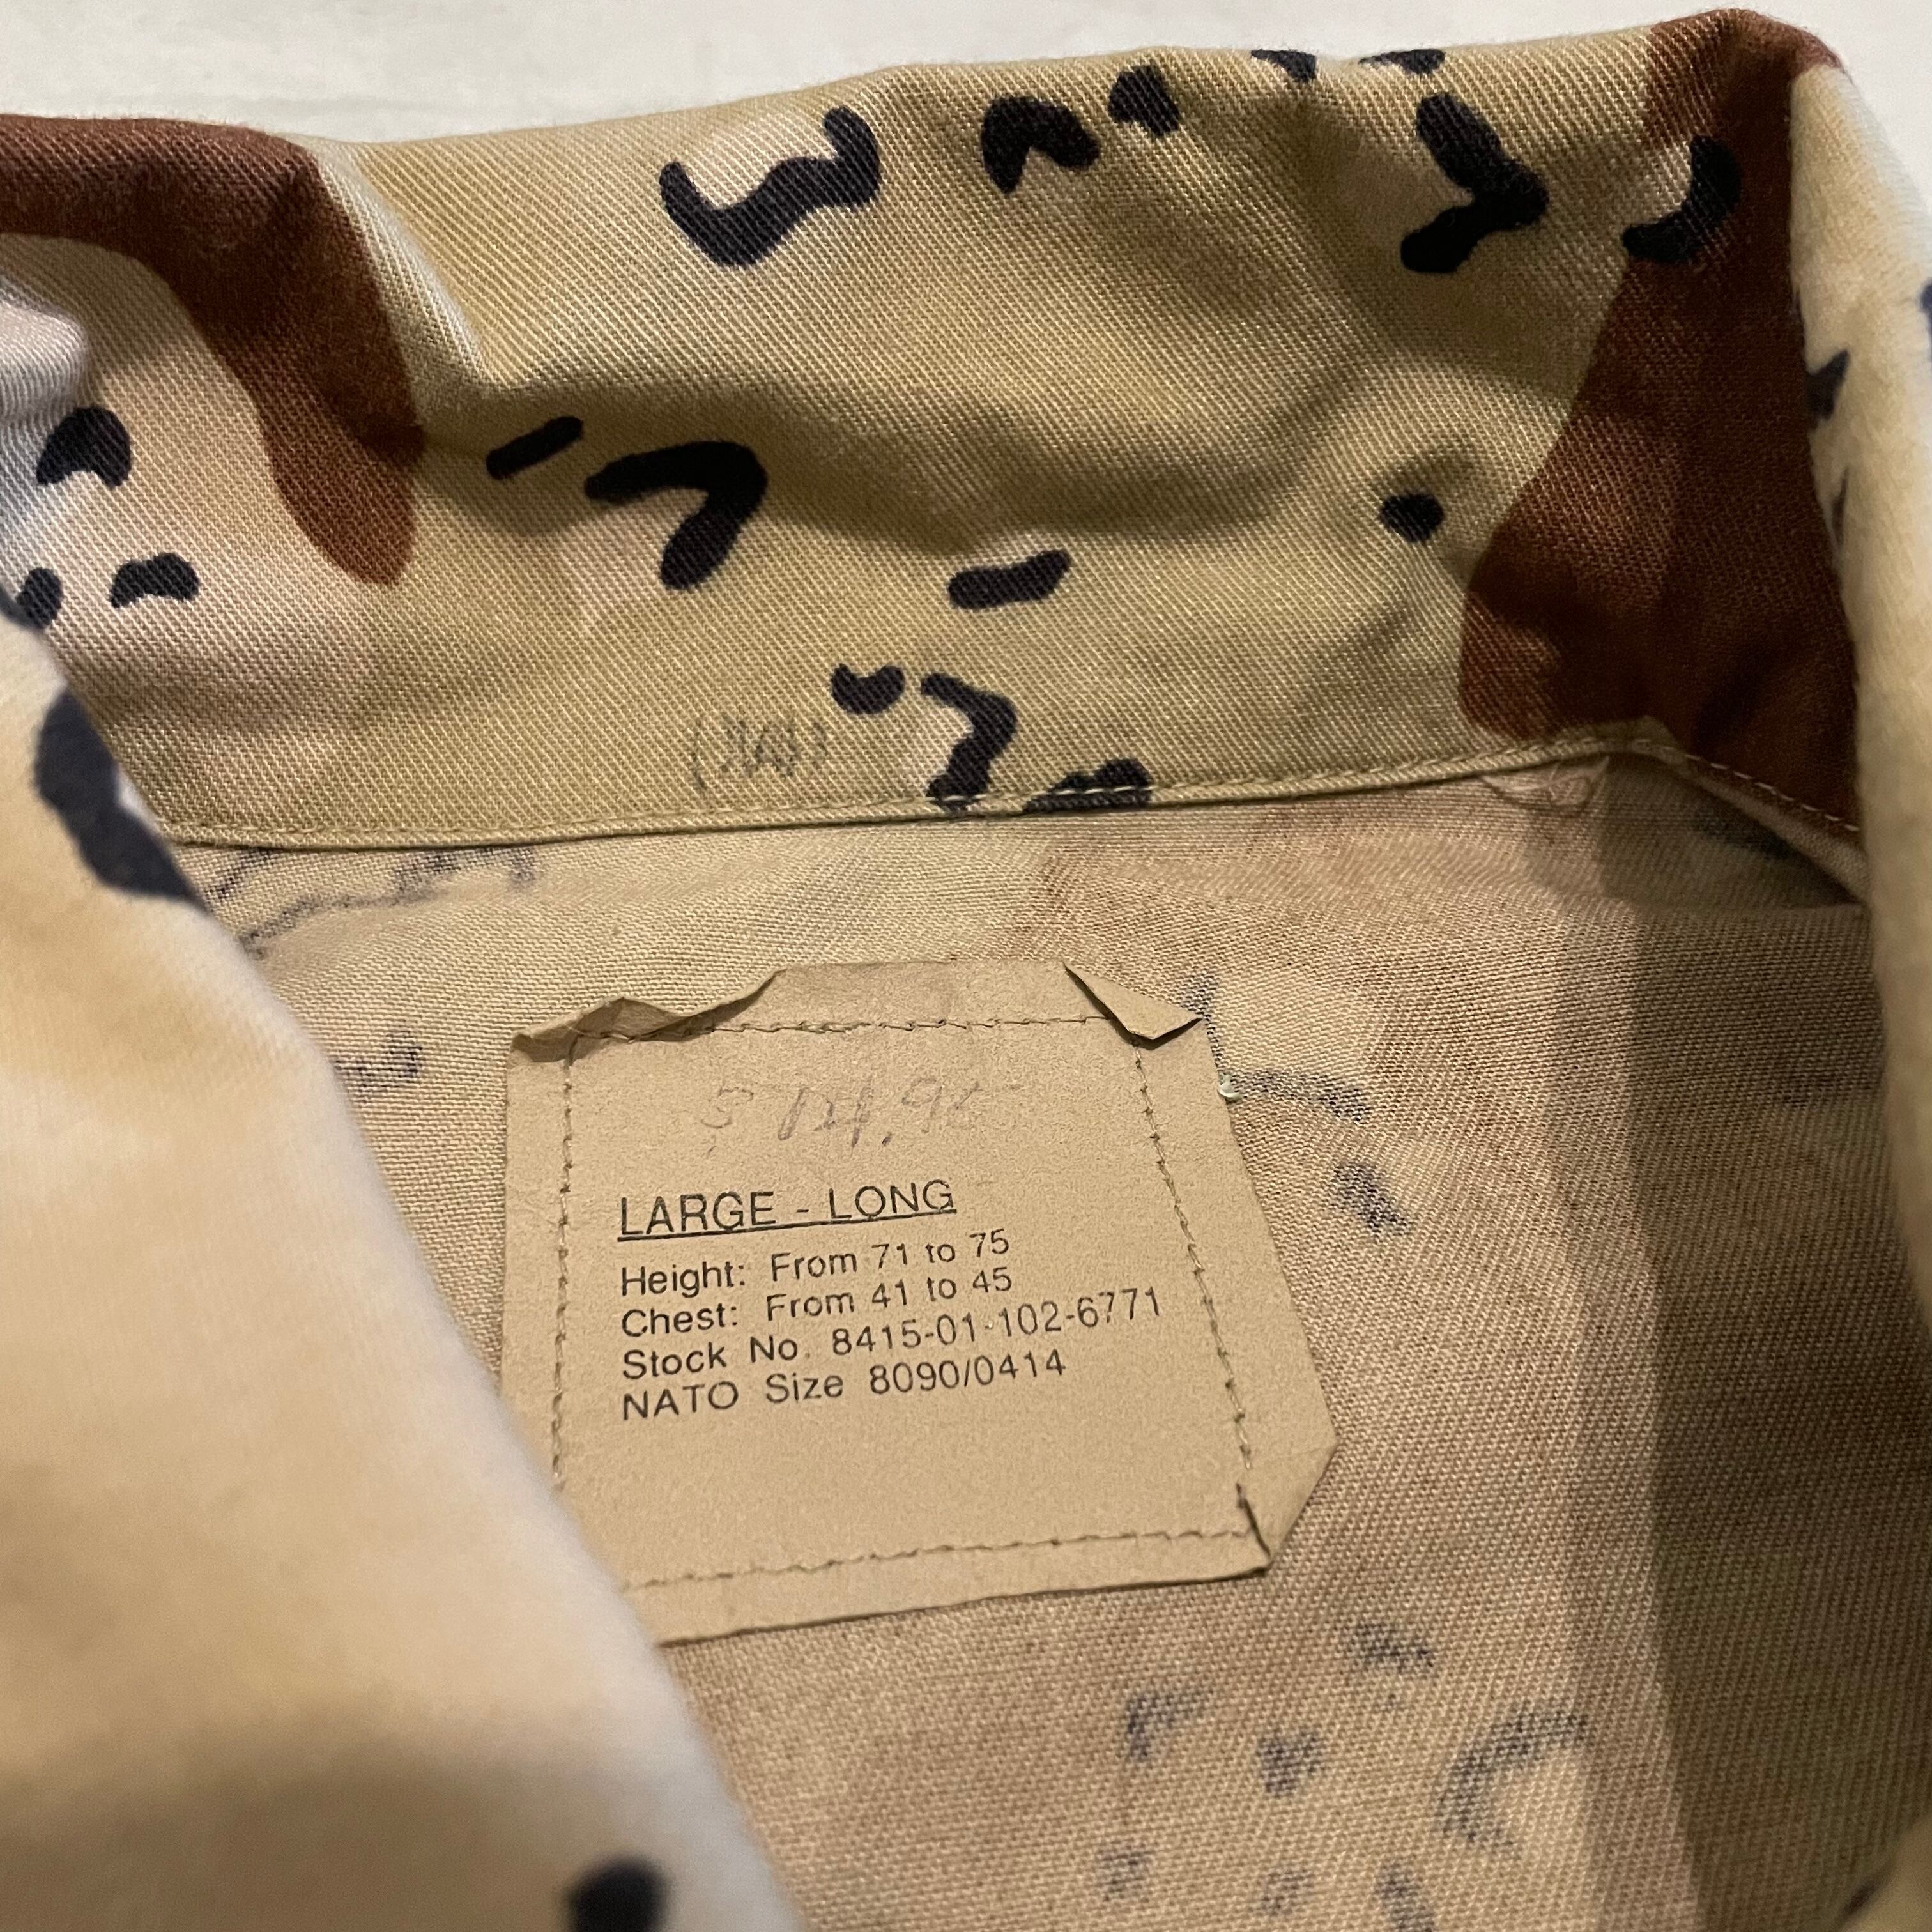 LARGE - LONG
Height: From 71 to 75
Chest: From 41 to 45
Stock No. 8415-01-102-6771
NATO Size 8090/0414